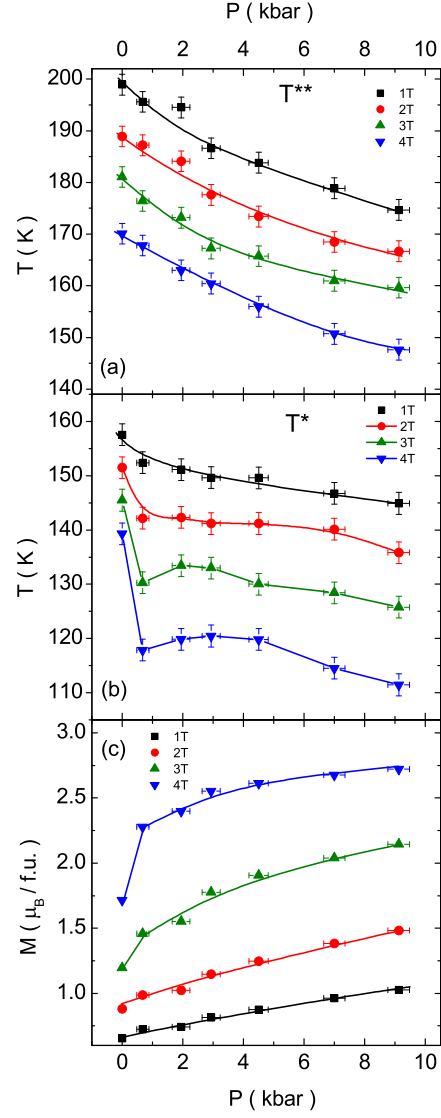 P ( kbar )
0 2 4 6 8 10
200
190
180
170
160
150
140
T ( K )
T**
1T
2T
3T
4T
(a)
160
150
140
130
120
110
T ( K )
T*
1T
2T
3T
4T
(b)
3.0
2.5
2.0
1.5
1.0
M ( μB / f.u. )
(c)
1T
2T
3T
4T
0 2 4 6 8 10
P ( kbar )